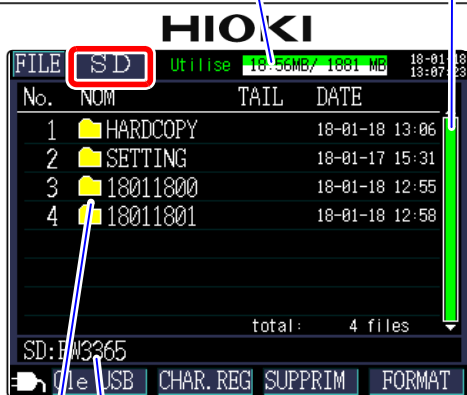 HIOKI
FILE SD Utilise 18.56MB/ 1881 MB 18-01-18
13:07:23
No. NOM TAIL DATE
1 HARDCOPY 18-01-18 13:06
2 SETTING 18-01-17 15:31
3 18011800 18-01-18 12:55
4 18011801 18-01-18 12:58
total: 4 files
SD:PW3365
Cle USB CHAR.REG SUPPRIM FORMAT